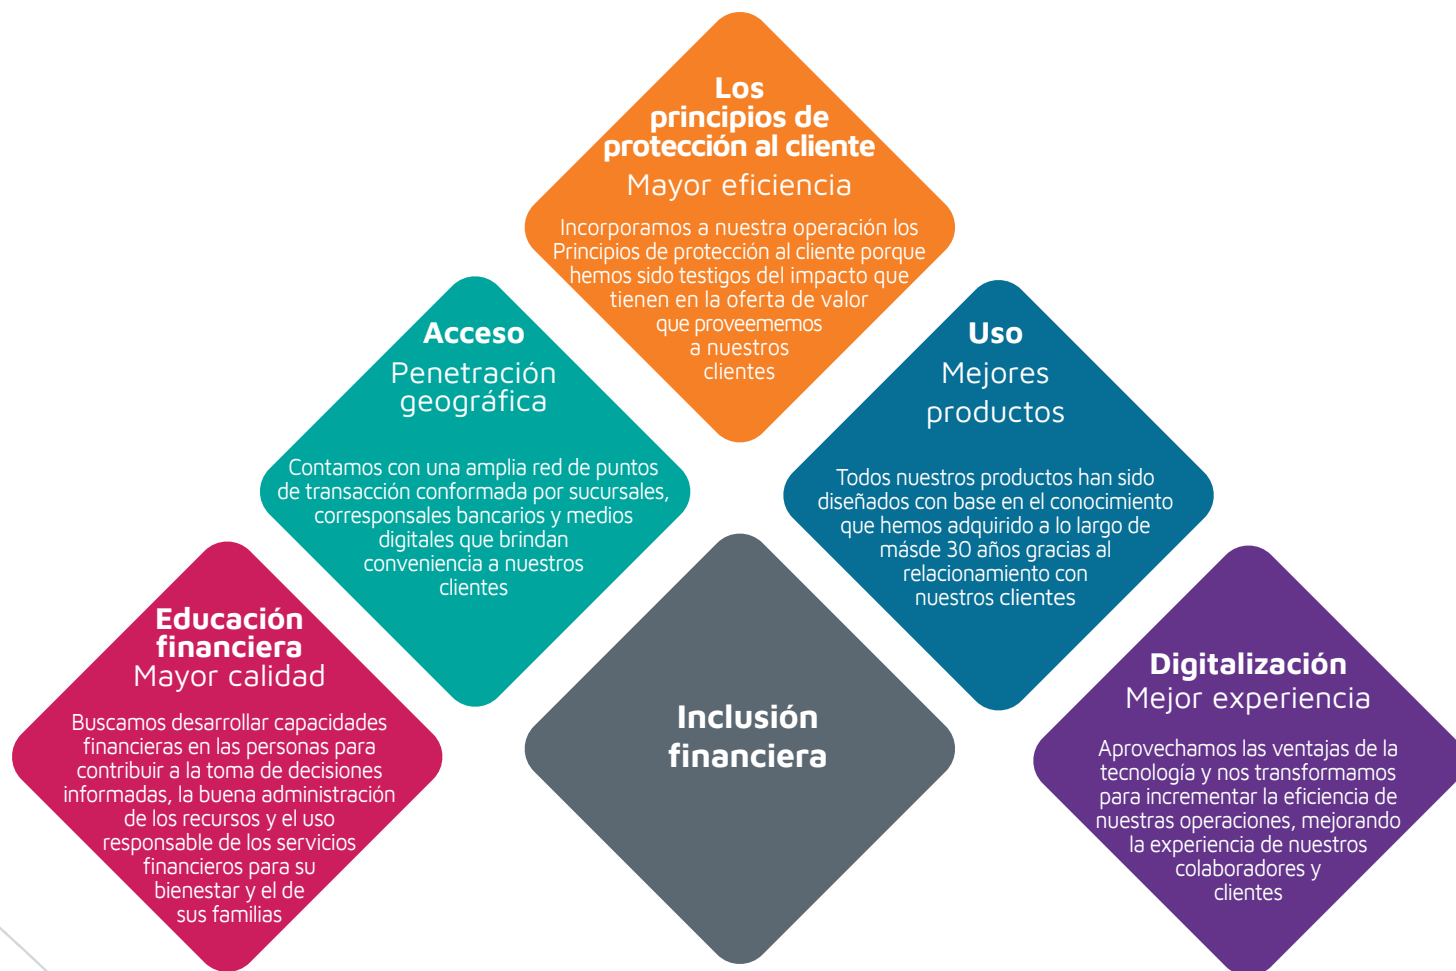 Los
principios de
protección al cliente
Mayor eficiencia
Incorporamos a nuestra operación los
Principios de protección al cliente porque
hemos sido testigos del impacto que
tienen en la oferta de valor
que proveememos
a nuestros
clientes
Acceso
Penetración
geográfica
Contamos con una amplia red de puntos
de transacción conformada por sucursales,
corresponsales bancarios y medios
digitales que brindan
conveniencia a nuestros
clientes
Uso
Mejores
productos
Todos nuestros productos han sido
diseñados con base en el conocimiento
que hemos adquirido a lo largo de
másde 30 años gracias al
relacionamiento con
nuestros clientes
Educación
financiera
Mayor calidad
Buscamos desarrollar capacidades
financieras en las personas para
contribuir a la toma de decisiones
informadas, la buena administración
de los recursos y el uso
responsable de los servicios
financieros para su
bienestar y el de
sus familias
Inclusión
financiera
Digitalización
Mejor experiencia
Aprovechamos las ventajas de la
tecnología y nos transformamos
para incrementar la eficiencia de
nuestras operaciones, mejorando
la experiencia de nuestros
colaboradores y
clientes